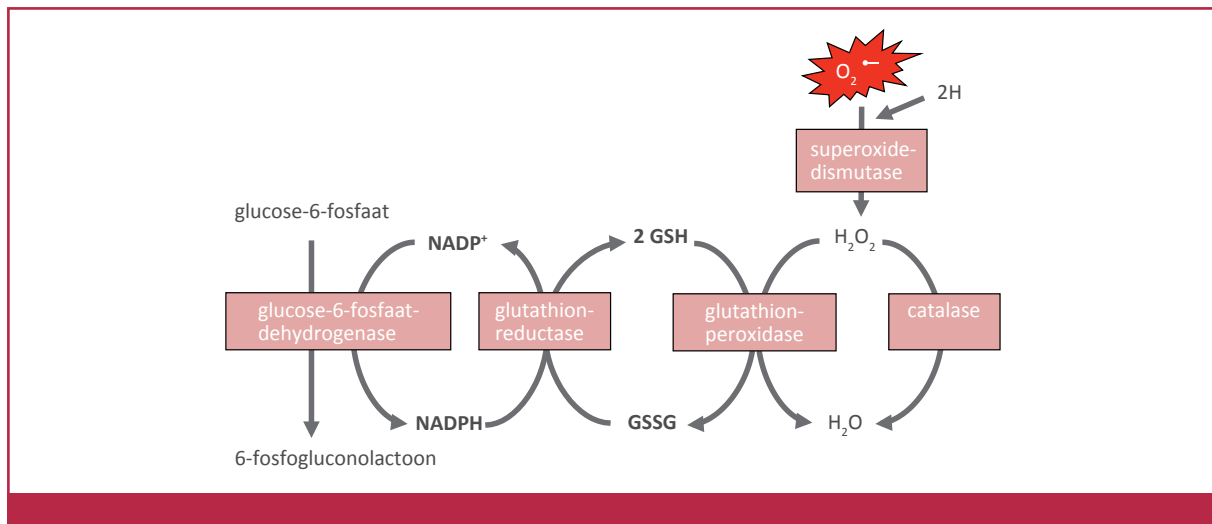 O₂•–
2H
superoxide-
dismutase
glucose-6-fosfaat
NADP⁺
2 GSH
H₂O₂
glucose-6-fosfaat-
dehydrogenase
glutathion-
reductase
glutathion-
peroxidase
catalase
NADPH
GSSG
H₂O
6-fosfogluconolactoon